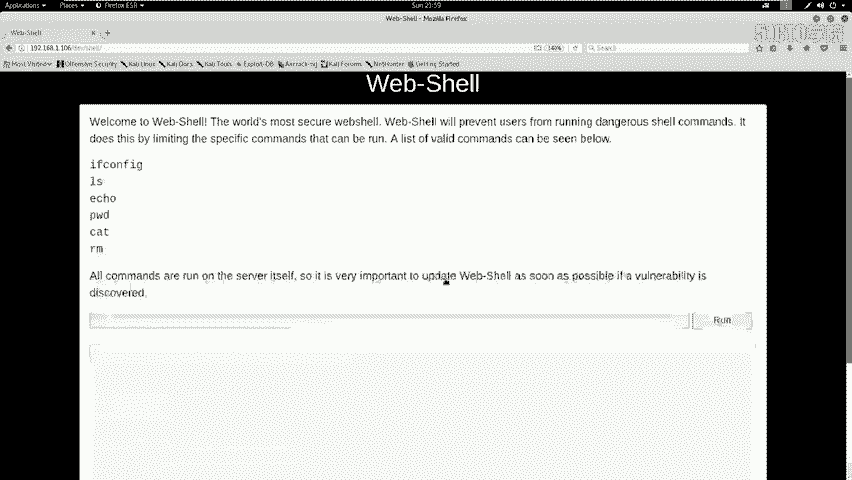 Applications Places Firefox ESR Sun 21:59
Web-Shell - Mozilla Firefox
Web-Shell
192.168.1.106/dev/shell/ 140% Search
Most Visited Offensive Security Kali Linux Kali Docs Kali Tools Exploit-DB Aircrack-ng Kali Forums NetHunter Getting Started
Web-Shell
Welcome to Web-Shell! The world's most secure webshell. Web-Shell will prevent users from running dangerous shell commands. It
does this by limiting the specific commands that can be run. A list of valid commands can be seen below.
ifconfig
ls
echo
pwd
cat
rm
All commands are run on the server itself, so it is very important to update Web-Shell as soon as possible if a vulnerability is
discovered.
Run